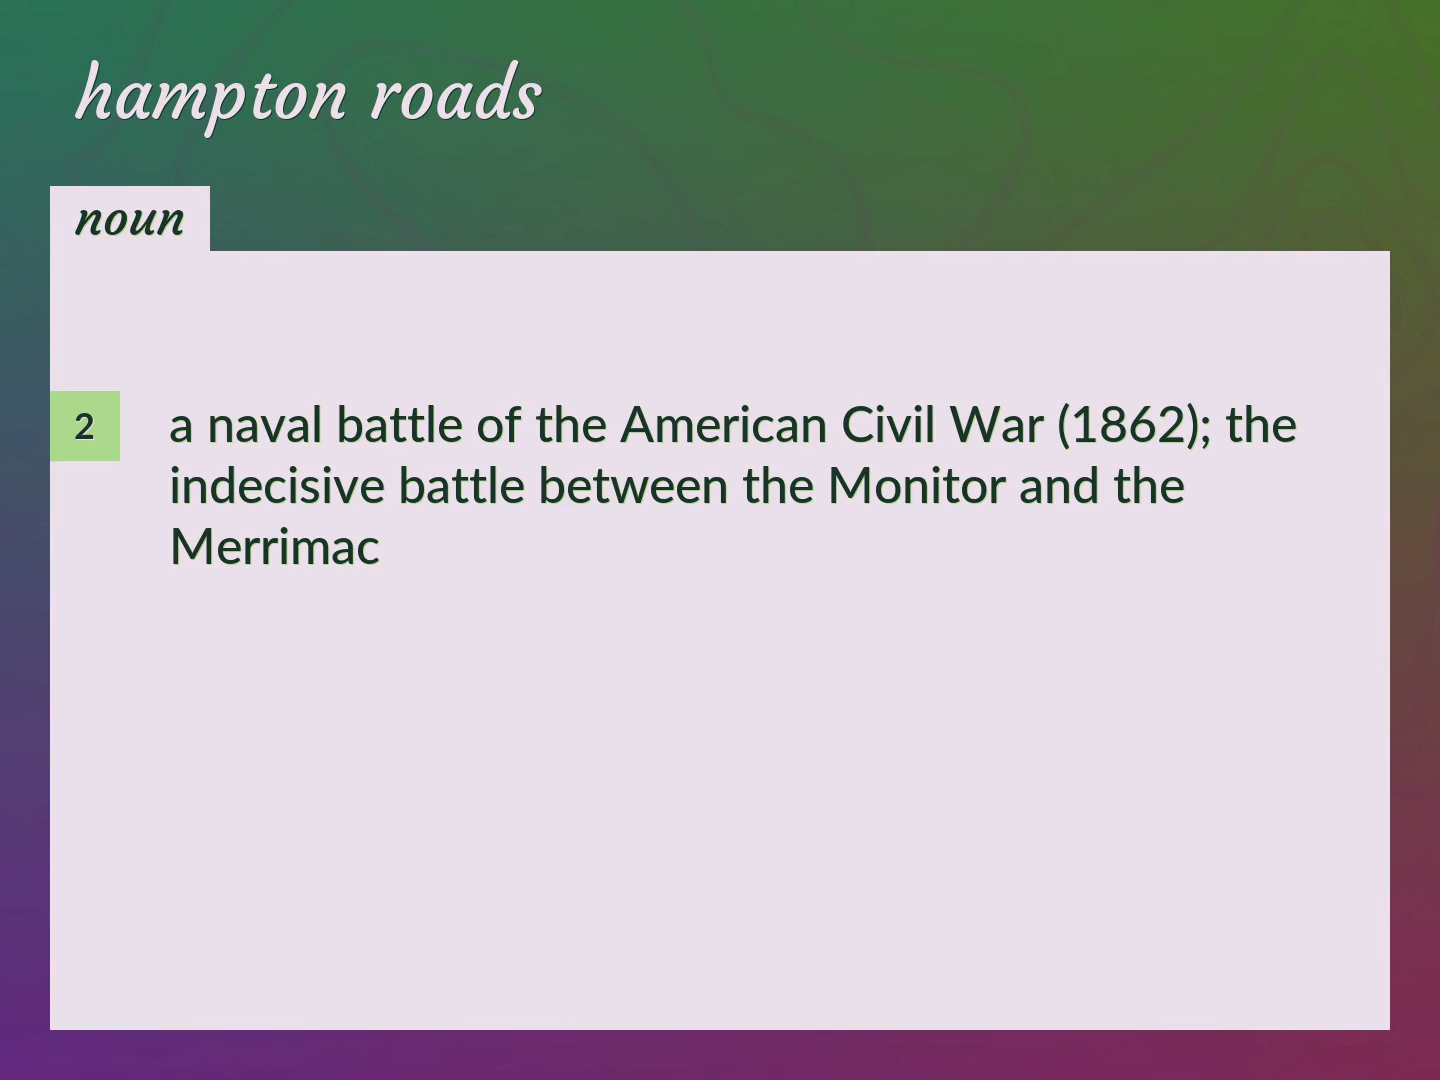 hampton roads
noun
2 a naval battle of the American Civil War (1862); the
indecisive battle between the Monitor and the
Merrimac